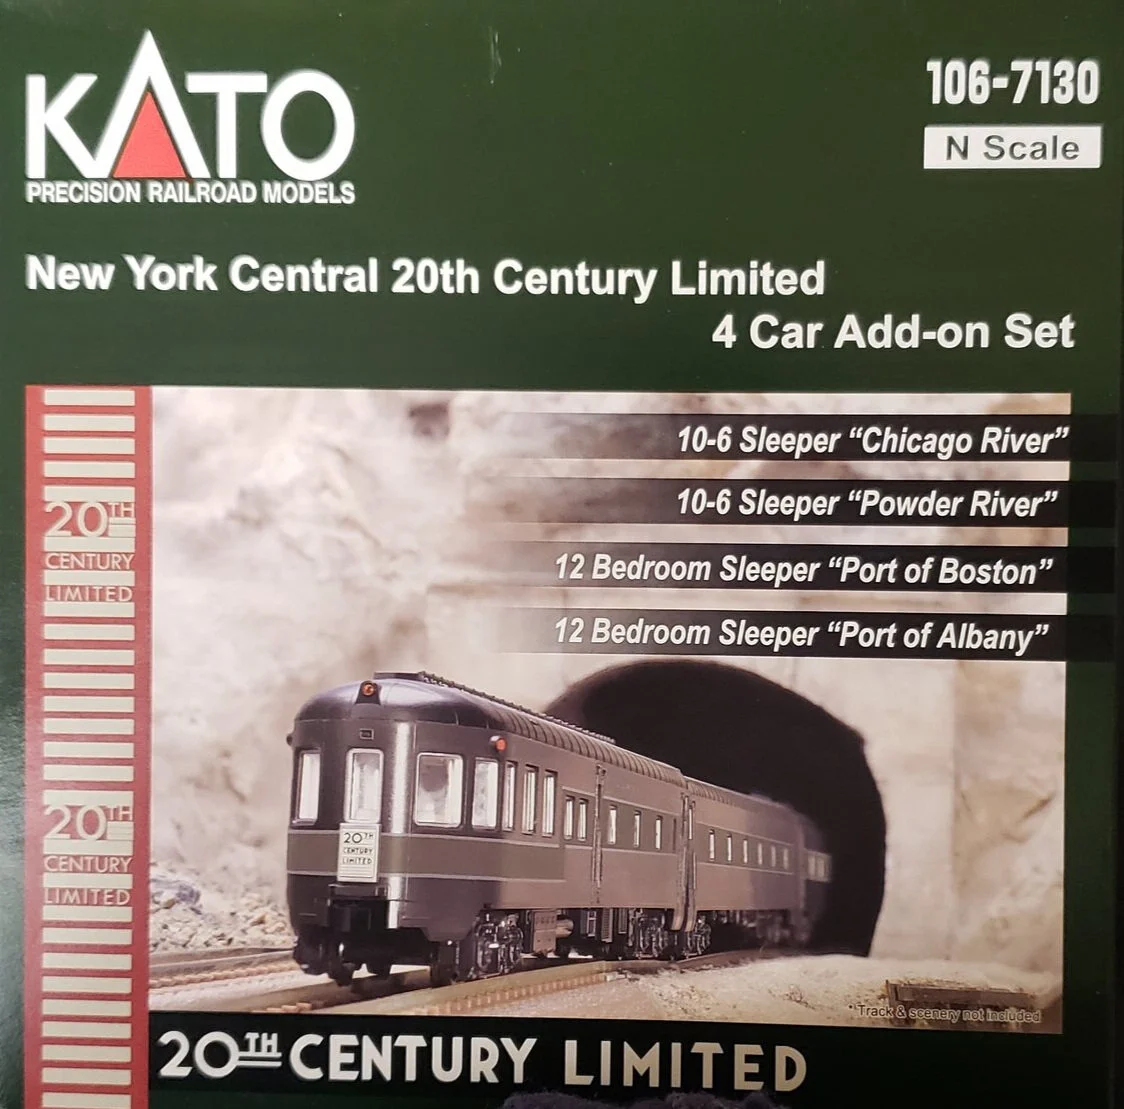 KATO
PRECISION RAILROAD MODELS
106-7130
N Scale
New York Central 20th Century Limited
4 Car Add-on Set
10-6 Sleeper “Chicago River”
10-6 Sleeper “Powder River”
12 Bedroom Sleeper “Port of Boston”
12 Bedroom Sleeper “Port of Albany”
20TH
CENTURY
LIMITED
20TH
CENTURY
LIMITED
20TH
CENTURY
LIMITED
* Track & scenery not included
20TH CENTURY LIMITED